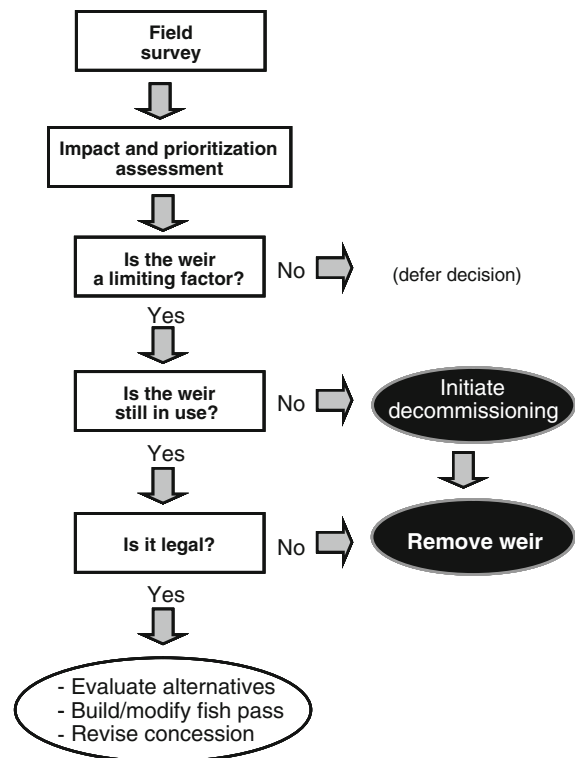 Field
survey
Impact and prioritization
assessment
Is the weir
a limiting factor?
No
(defer decision)
Yes
Is the weir
still in use?
No
Initiate
decommissioning
Yes
Is it legal?
No
Remove weir
Yes
- Evaluate alternatives
- Build/modify fish pass
- Revise concession